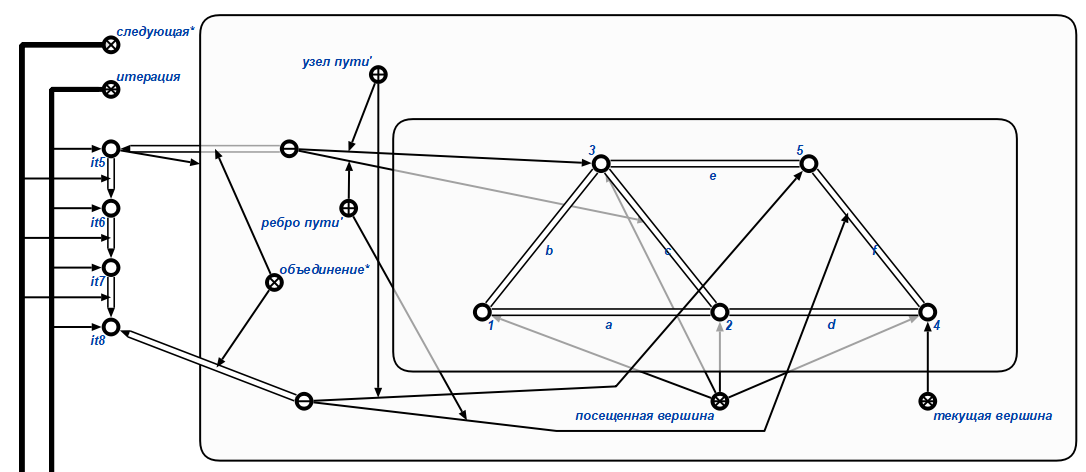 следующая*
узел пути'
итерация
it5
3
5
e
it6
ребро пути'
b
c
f
объединение*
it7
1
a
2
d
4
it8
посещенная вершина
текущая вершина